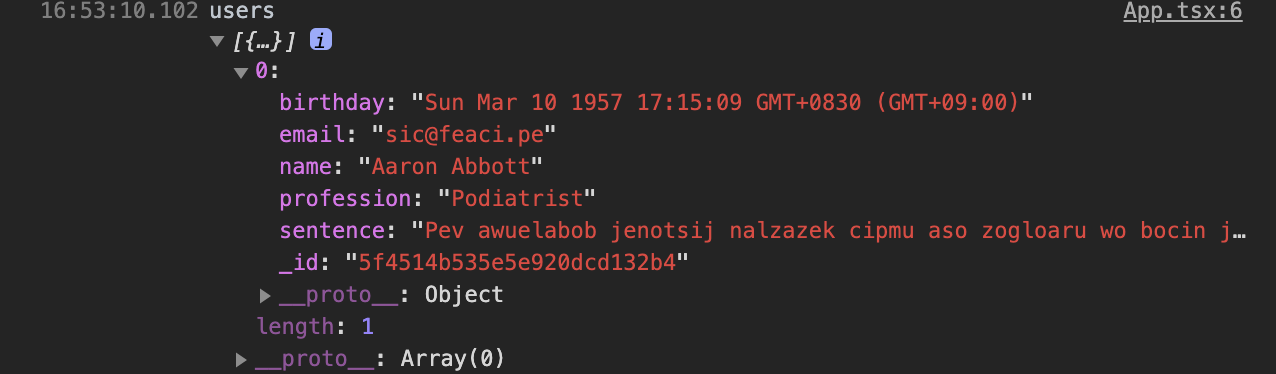 16:53:10.102 users App.tsx:6
[{…}] i
0:
birthday: "Sun Mar 10 1957 17:15:09 GMT+0830 (GMT+09:00)"
email: "sic@feaci.pe"
name: "Aaron Abbott"
profession: "Podiatrist"
sentence: "Pev awuelabob jenotsij nalzazek cipmu aso zogloaru wo bocin j…
_id: "5f4514b535e5e920dcd132b4"
__proto__: Object
length: 1
__proto__: Array(0)